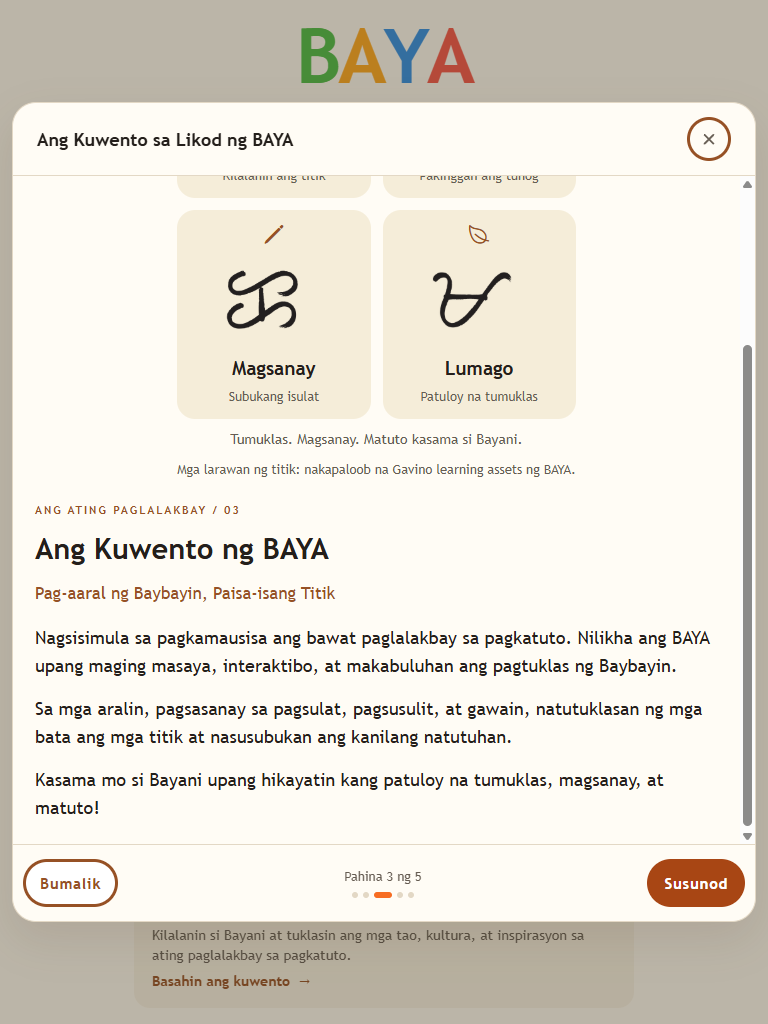 BAYA
Ang Kuwento sa Likod ng BAYA
Kilalanin ang titik
Pakinggan ang tunog
ᜃ
Magsanay
Subukang isulat
ᜋ
Lumago
Patuloy na tumuklas
Tumuklas. Magsanay. Matuto kasama si Bayani.
Mga larawan ng titik: nakapaloob na Gavino learning assets ng BAYA.
ANG ATING PAGLALAKBAY / 03
Ang Kuwento ng BAYA
Pag-aaral ng Baybayin, Paisa-isang Titik
Nagsisimula sa pagkamausisa ang bawat paglalakbay sa pagkatuto. Nilikha ang BAYA
upang maging masaya, interaktibo, at makabuluhan ang pagtuklas ng Baybayin.
Sa mga aralin, pagsasanay sa pagsulat, pagsusulit, at gawain, natutuklasan ng mga
bata ang mga titik at nasusubukan ang kanilang natutuhan.
Kasama mo si Bayani upang hikayatin kang patuloy na tumuklas, magsanay, at
matuto!
Bumalik
Pahina 3 ng 5
Susunod
Kilalanin si Bayani at tuklasin ang mga tao, kultura, at inspirasyon sa
ating paglalakbay sa pagkatuto.
Basahin ang kuwento →